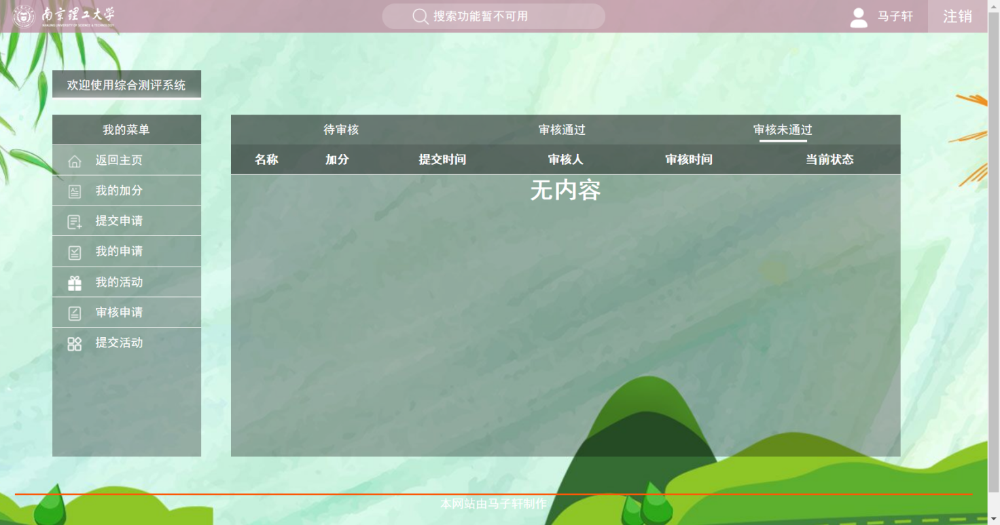 南京理工大学
NANJING UNIVERSITY OF SCIENCE & TECHNOLOGY
搜索功能暂不可用
马子轩
注销
欢迎使用综合测评系统
我的菜单
返回主页
我的加分
提交申请
我的申请
我的活动
审核申请
提交活动
待审核 审核通过 审核未通过
名称 加分 提交时间 审核人 审核时间 当前状态
无内容
本网站由马子轩制作